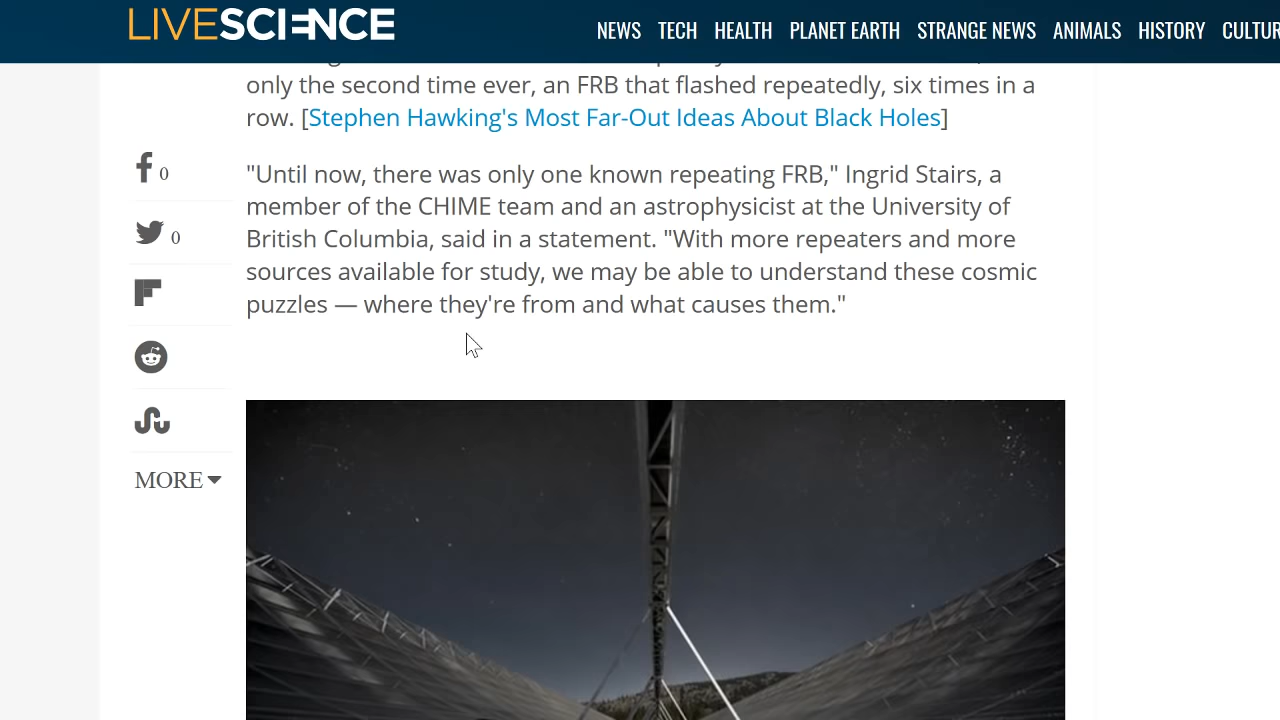 LIVESCIENCE
NEWS TECH HEALTH PLANET EARTH STRANGE NEWS ANIMALS HISTORY
only the second time ever, an FRB that flashed repeatedly, six times in a
row. [Stephen Hawking's Most Far-Out Ideas About Black Holes]
"Until now, there was only one known repeating FRB," Ingrid Stairs, a
member of the CHIME team and an astrophysicist at the University of
British Columbia, said in a statement. "With more repeaters and more
sources available for study, we may be able to understand these cosmic
puzzles — where they're from and what causes them."
0
0
MORE